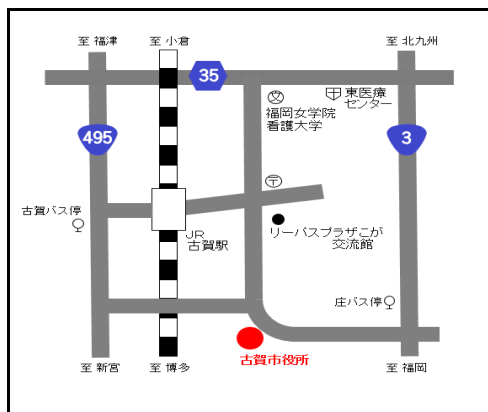 至 福津
至 小倉
至 北九州
35
東医療
センター
福岡女学院
看護大学
495
3
古賀バス停
JR
古賀駅
リーパスプラザこが
交流館
庄バス停
古賀市役所
至 新宮
至 博多
至 福岡